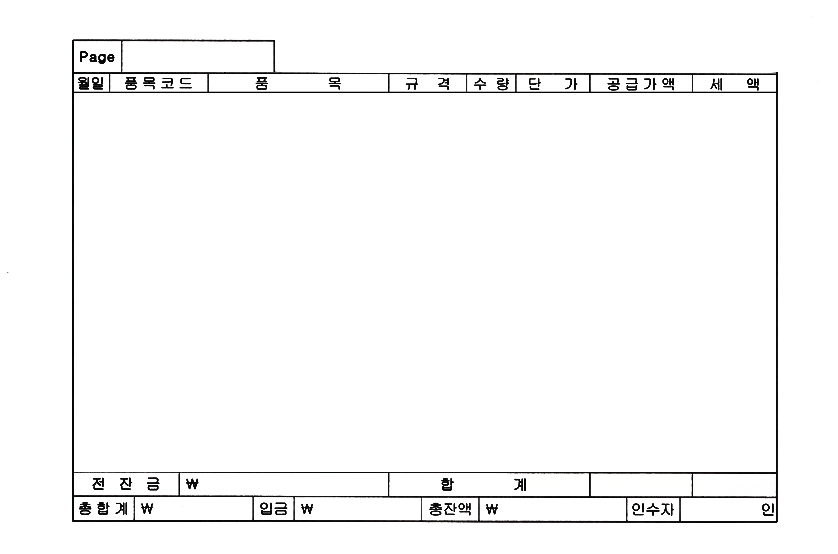 Page
월일 품목코드 품 목 규 격 수 량 단 가 공급가액 세 액
전 잔 금 ₩ 합 계
총 합 계 ₩ 입금 ₩ 총잔액 ₩ 인수자 인